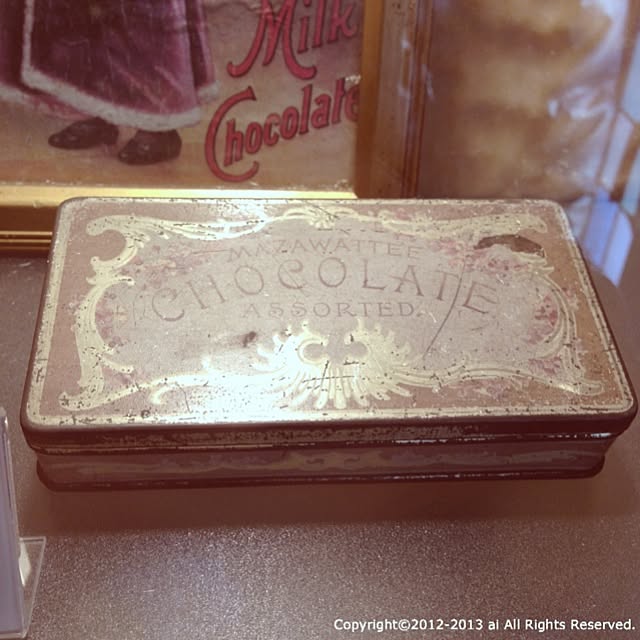 Milk
Chocolate
MAZAWATTEE
CHOCOLATE
ASSORTED.
Copyright©2012-2013 ai All Rights Reserved.